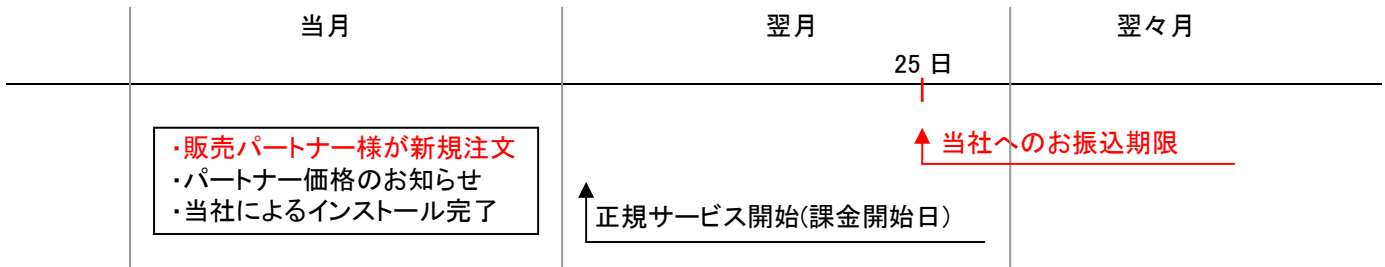 当月
翌月
翌々月
25 日
・販売パートナー様が新規注文
・パートナー価格のお知らせ
・当社によるインストール完了
当社へのお振込期限
正規サービス開始(課金開始日)